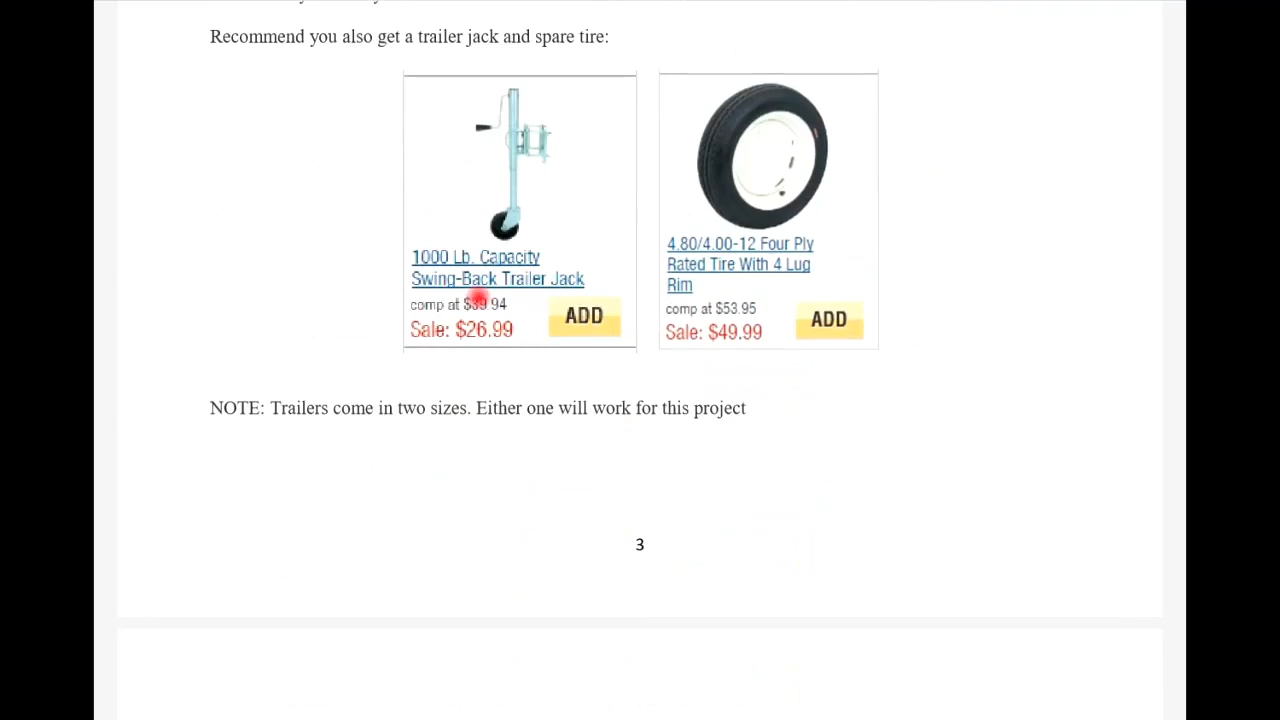 Recommend you also get a trailer jack and spare tire:
1000 Lb. Capacity
Swing-Back Trailer Jack
comp at $39.94
Sale: $26.99
ADD
4.80/4.00-12 Four Ply
Rated Tire With 4 Lug
Rim
comp at $53.95
Sale: $49.99
ADD
NOTE: Trailers come in two sizes. Either one will work for this project
3